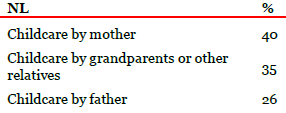 NL %
Childcare by mother 40
Childcare by grandparents or other
relatives 35
Childcare by father 26